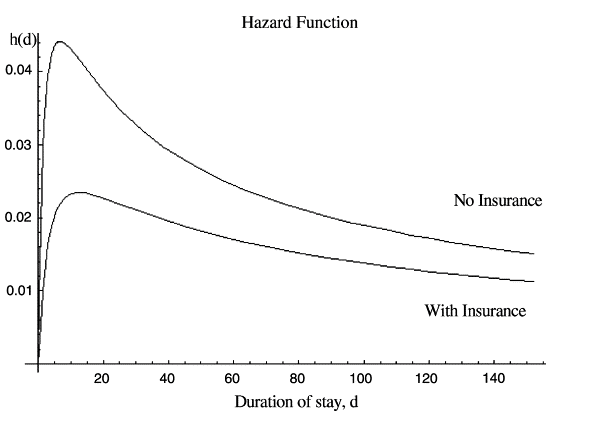 Hazard Function
h(d)
0.04
0.03
0.02
0.01
No Insurance
With Insurance
20 40 60 80 100 120 140
Duration of stay, d